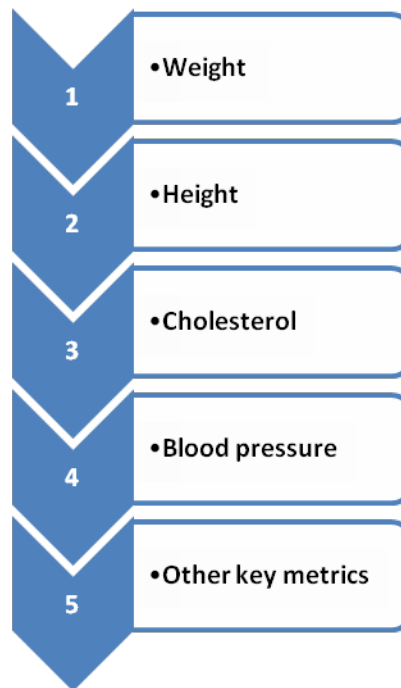 1
•Weight
2
•Height
3
•Cholesterol
4
•Blood pressure
5
•Other key metrics